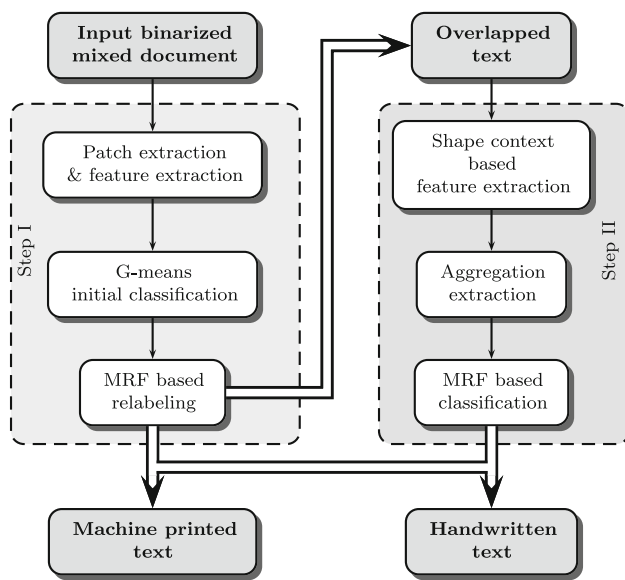 Input binarized
mixed document
Overlapped
text
Step I
Patch extraction
& feature extraction
G-means
initial classification
MRF based
relabeling
Shape context
based
feature extraction
Step II
Aggregation
extraction
MRF based
classification
Machine printed
text
Handwritten
text